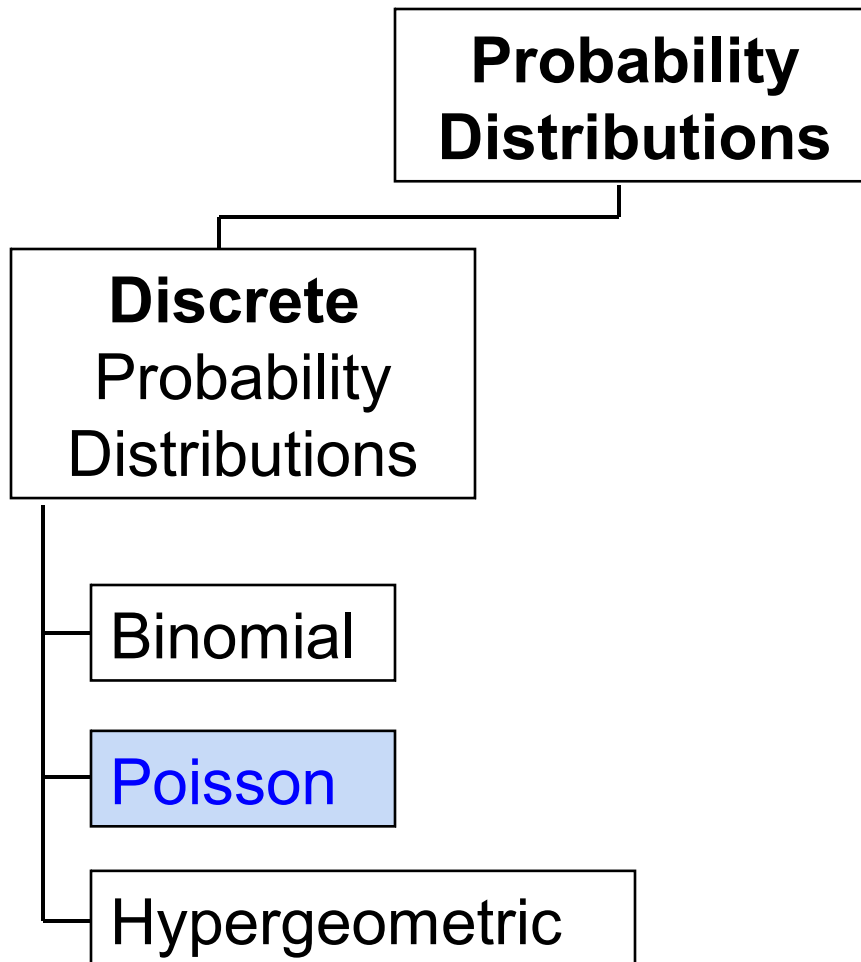 Probability
Distributions
Discrete
Probability
Distributions
Binomial
Poisson
Hypergeometric